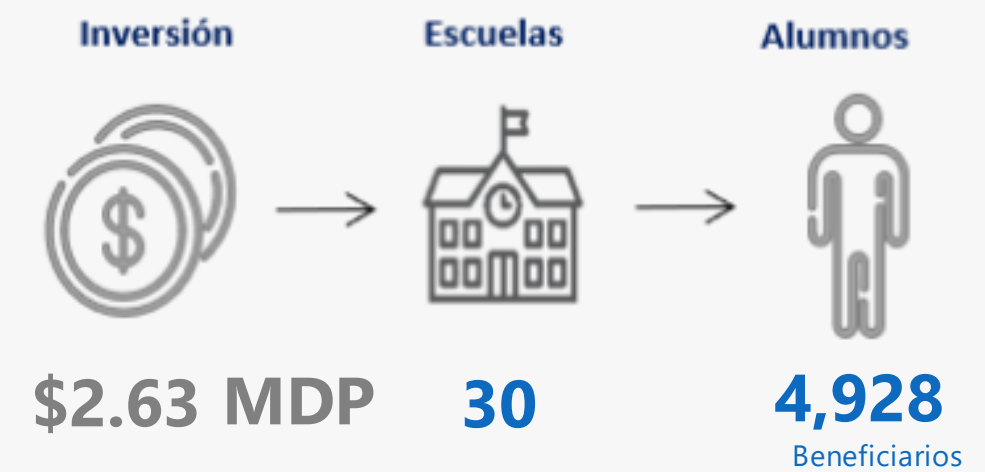 Inversión
Escuelas
Alumnos
$
$2.63 MDP
30
4,928
Beneficiarios